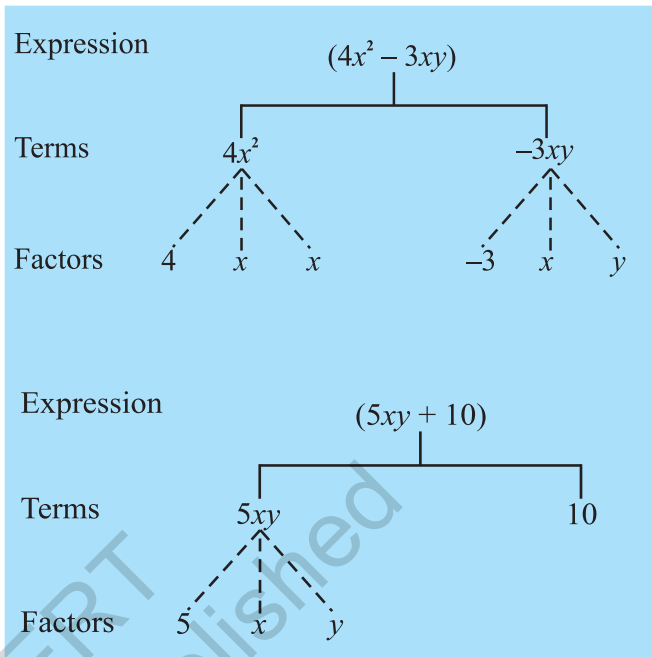 Expression (4x² – 3xy)
Terms 4x² –3xy
Factors 4 x x –3 x y
Expression (5xy + 10)
Terms 5xy 10
Factors 5 x y